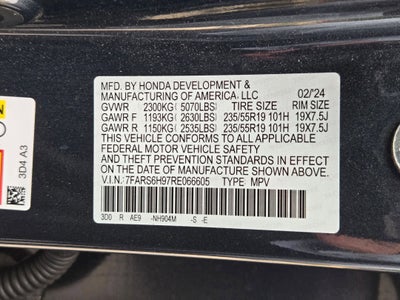 MFD. BY HONDA DEVELOPMENT &
MANUFACTURING OF AMERICA, LLC 02/'24
GVWR 2300KG( 5070LBS) TIRE SIZE RIM SIZE
GAWR F 1193KG( 2630LBS) 235/55R19 101H 19X7.5J
GAWR R 1150KG( 2535LBS) 235/55R19 101H 19X7.5J
THIS VEHICLE CONFORMS TO ALL APPLICABLE
FEDERAL MOTOR VEHICLE SAFETY
AND THEFT PREVENTION STANDARDS IN EFFECT
ON THE DATE OF MANUFACTURE SHOWN ABOVE.
V.I.N.: 7FARS6H97RE066605 TYPE MPV
3D0 R AE9 -NH904M -S -E
3D4 A3